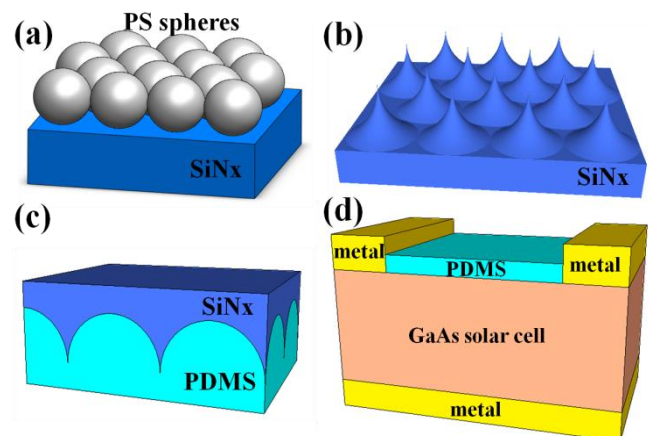 (a)
PS spheres
SiNx
(b)
SiNx
(c)
SiNx
PDMS
(d)
metal
PDMS
metal
GaAs solar cell
metal